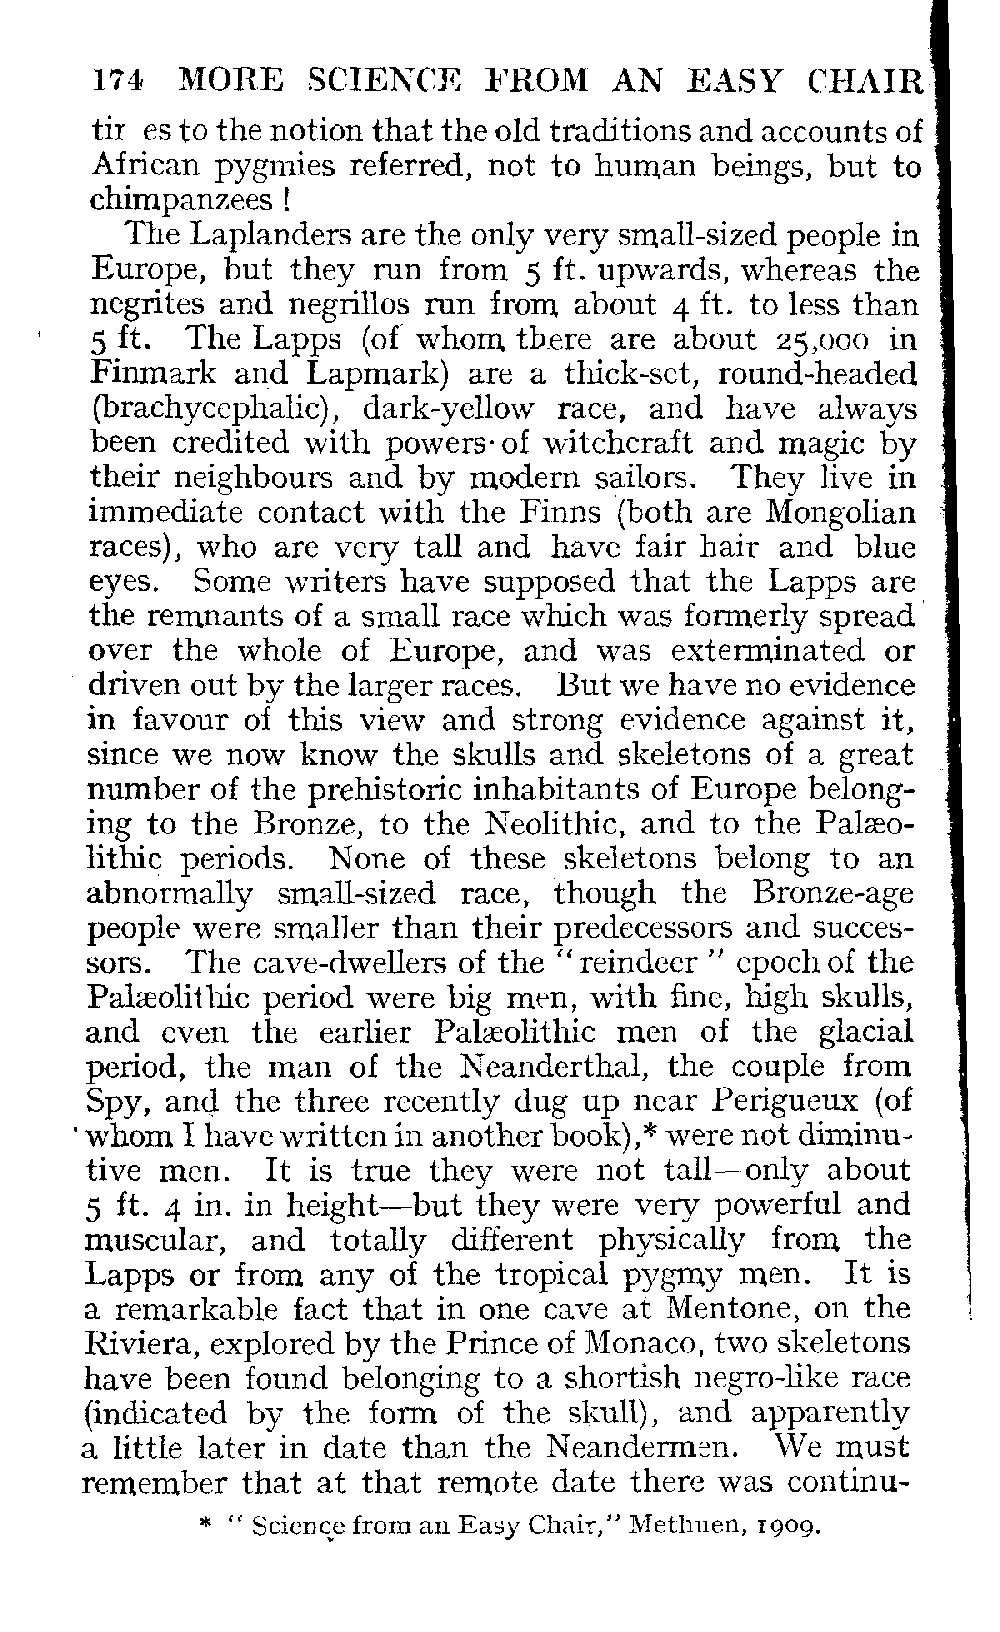 174 MORE SCIENCE FROM AN EASY CHAIR
tir es to the notion that the old traditions and accounts of
African pygmies referred, not to human beings, but to
chimpanzees !
The Laplanders are the only very small-sized people in
Europe, but they run from 5 ft. upwards, whereas the
negrites and negrillos run from about 4 ft. to less than
5 ft. The Lapps (of whom there are about 25,000 in
Finmark and Lapmark) are a thick-set, round-headed
(brachycephalic), dark-yellow race, and have always
been credited with powers of witchcraft and magic by
their neighbours and by modern sailors. They live in
immediate contact with the Finns (both are Mongolian
races), who are very tall and have fair hair and blue
eyes. Some writers have supposed that the Lapps are
the remnants of a small race which was formerly spread
over the whole of Europe, and was exterminated or
driven out by the larger races. But we have no evidence
in favour of this view and strong evidence against it,
since we now know the skulls and skeletons of a great
number of the prehistoric inhabitants of Europe belong-
ing to the Bronze, to the Neolithic, and to the Palæo-
lithic periods. None of these skeletons belong to an
abnormally small-sized race, though the Bronze-age
people were smaller than their predecessors and succes-
sors. The cave-dwellers of the "reindeer" epoch of the
Palæolithic period were big men, with fine, high skulls,
and even the earlier Palæolithic men of the glacial
period, the man of the Neanderthal, the couple from
Spy, and the three recently dug up near Perigueux (of
whom I have written in another book),* were not diminu-
tive men. It is true they were not tall—only about
5 ft. 4 in. in height—but they were very powerful and
muscular, and totally different physically from the
Lapps or from any of the tropical pygmy men. It is
a remarkable fact that in one cave at Mentone, on the
Riviera, explored by the Prince of Monaco, two skeletons
have been found belonging to a shortish negro-like race
(indicated by the form of the skull), and apparently
a little later in date than the Neandermen. We must
remember that at that remote date there was continu-
* "Science from an Easy Chair," Methuen, 1909.